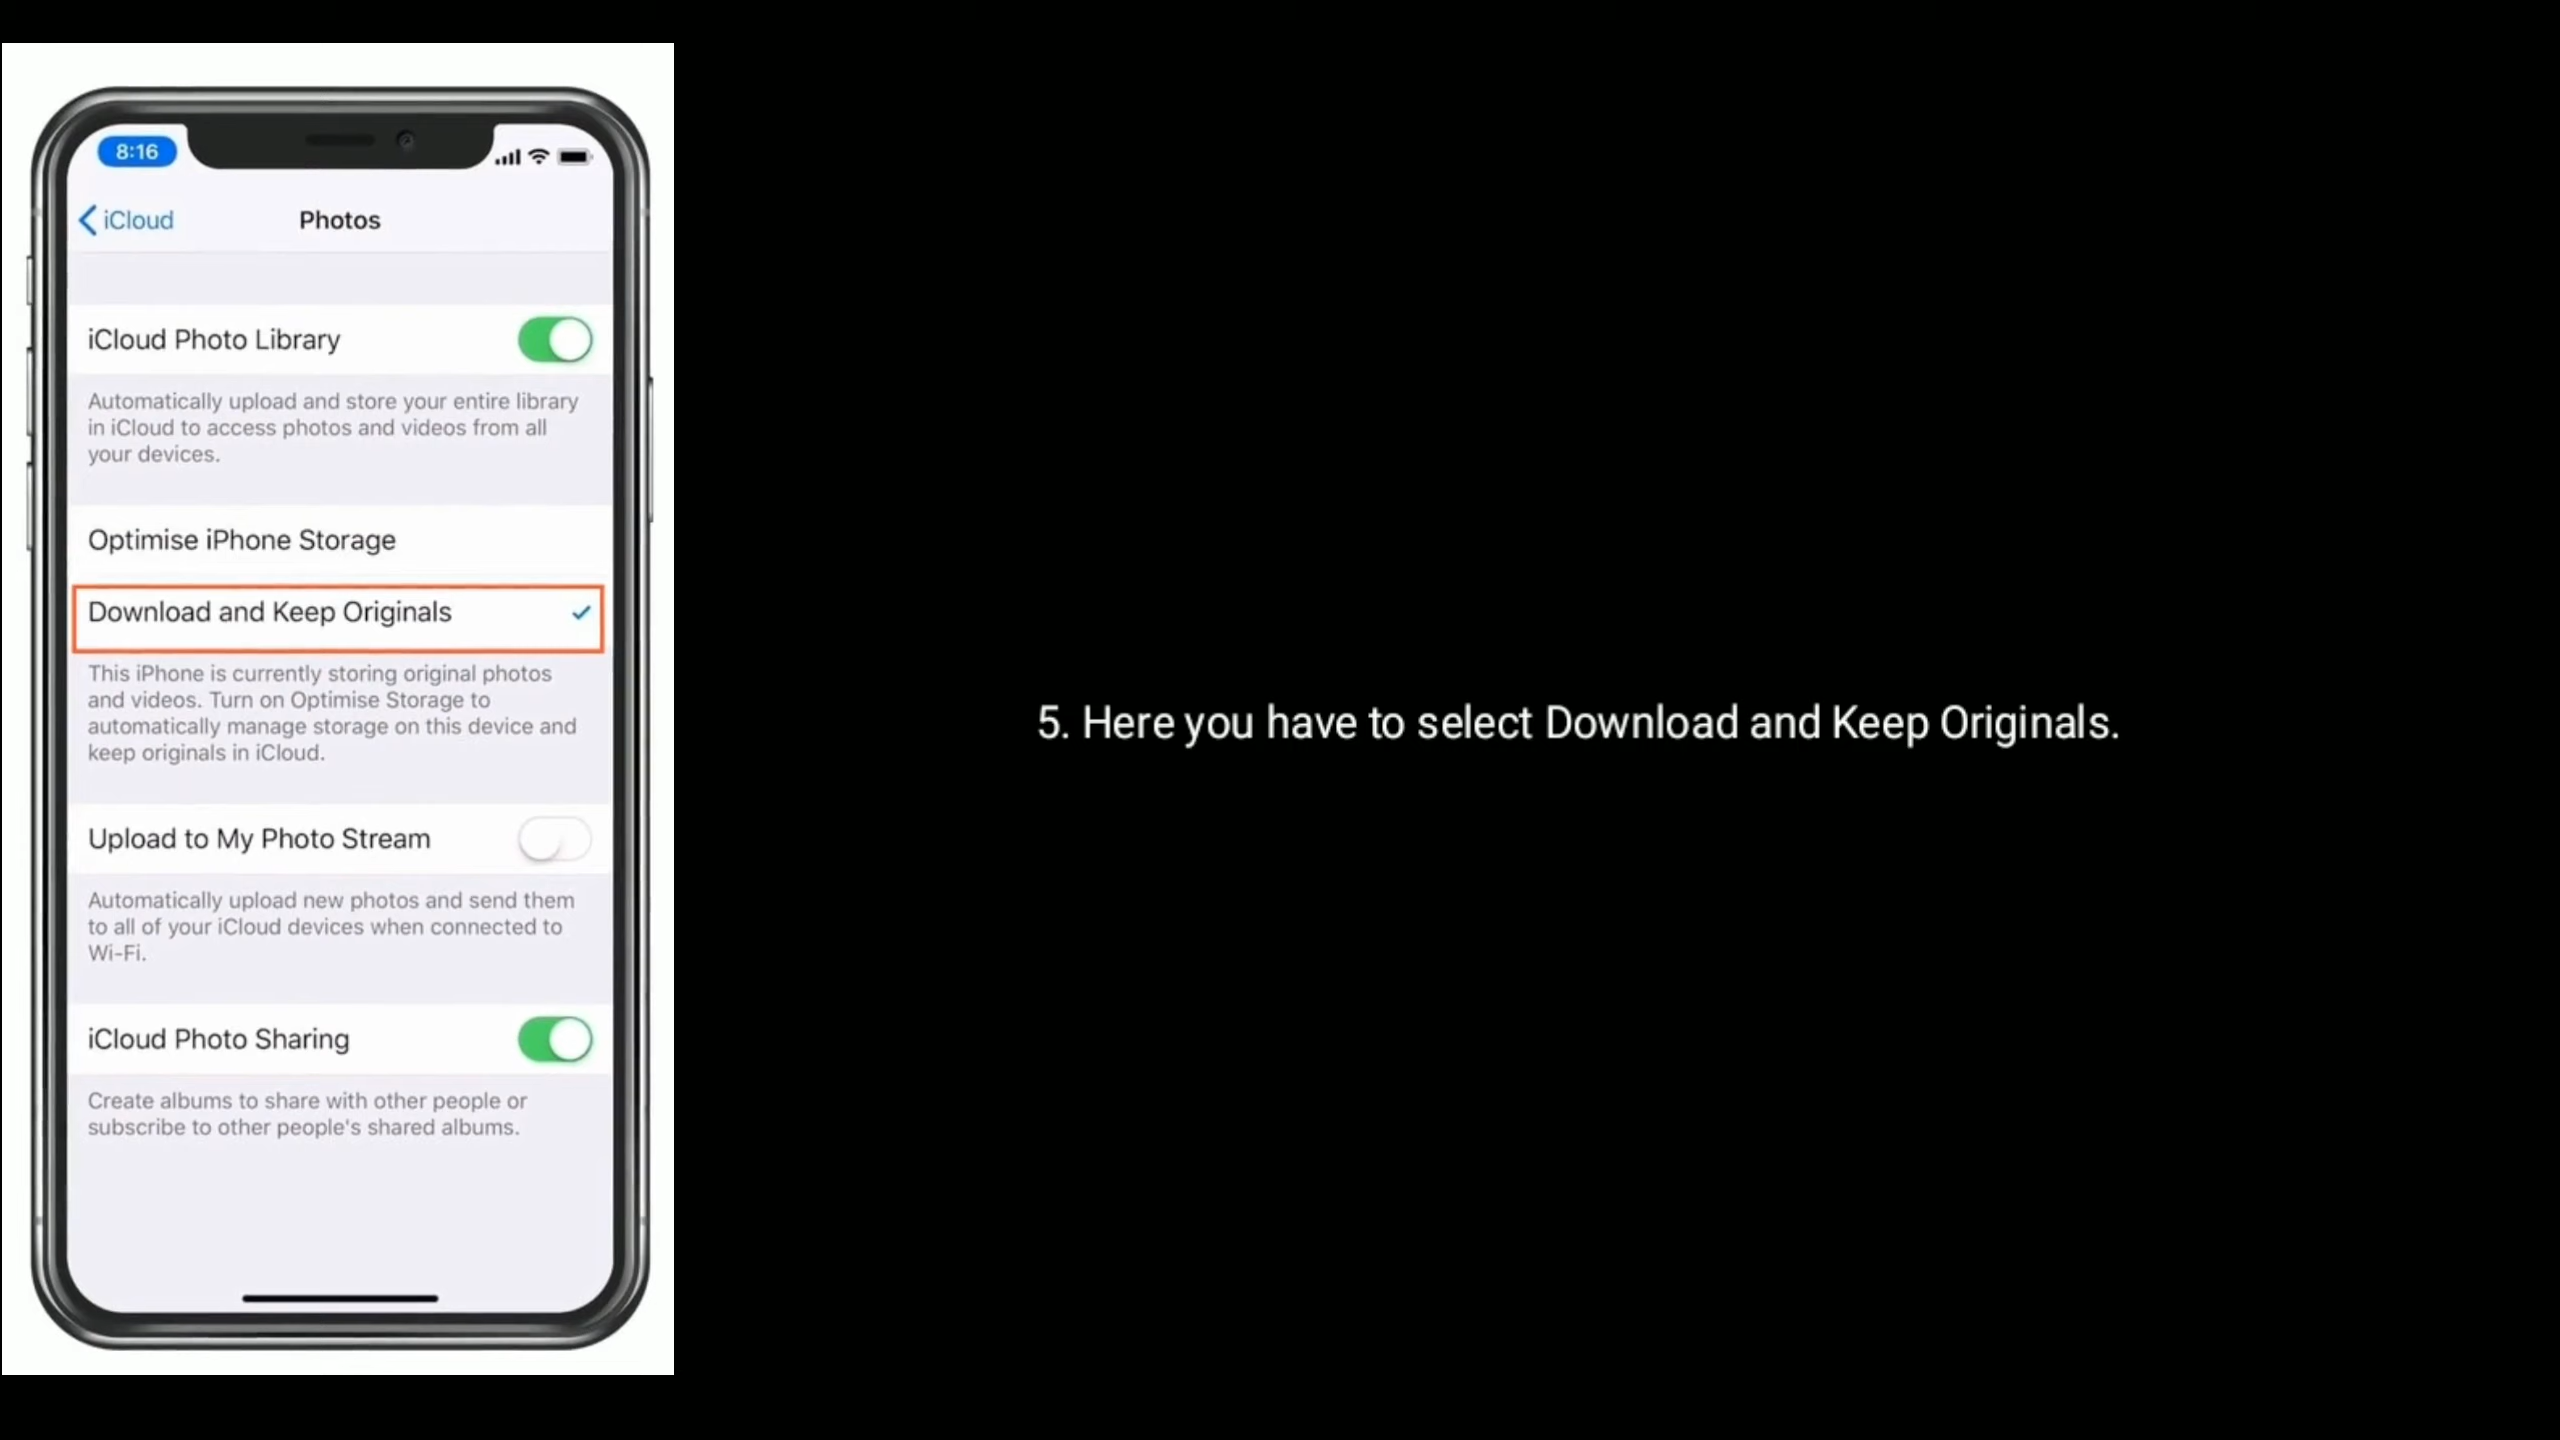 8:16
iCloud
Photos
iCloud Photo Library
Automatically upload and store your entire library
in iCloud to access photos and videos from all
your devices.
Optimise iPhone Storage
Download and Keep Originals
This iPhone is currently storing original photos
and videos. Turn on Optimise Storage to
automatically manage storage on this device and
keep originals in iCloud.
Upload to My Photo Stream
Automatically upload new photos and send them
to all of your iCloud devices when connected to
Wi-Fi.
iCloud Photo Sharing
Create albums to share with other people or
subscribe to other people's shared albums.
5. Here you have to select Download and Keep Originals.